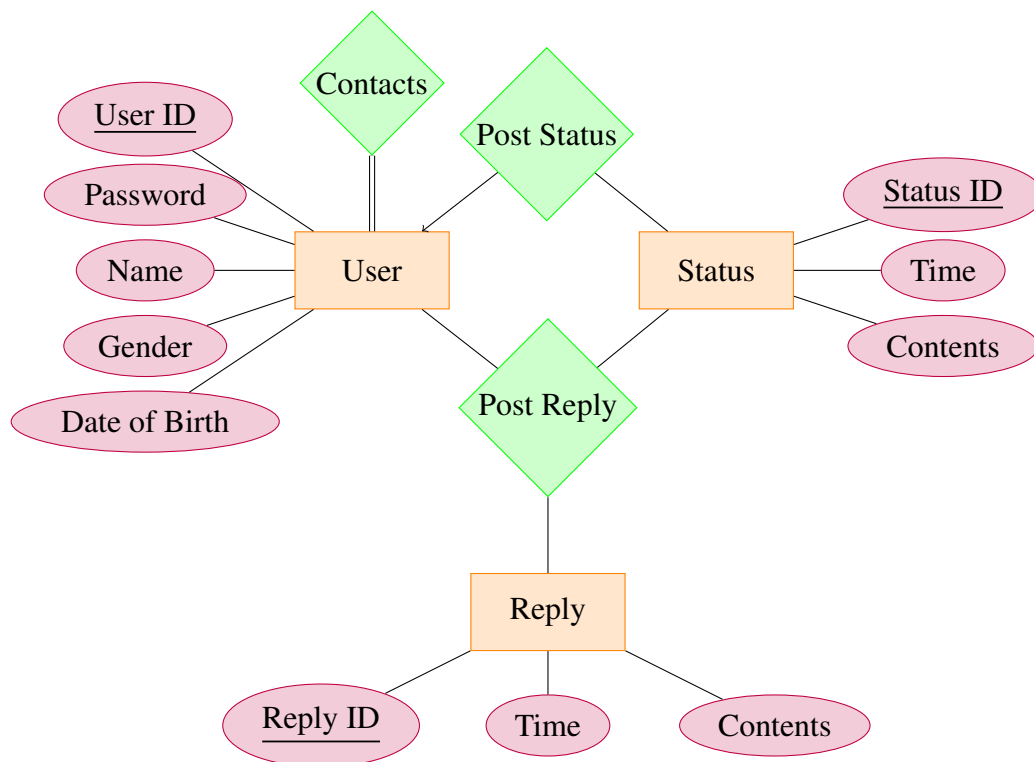 Contacts
User ID
Post Status
Password
Status ID
Name
User
Status
Time
Gender
Contents
Date of Birth
Post Reply
Reply
Reply ID
Time
Contents